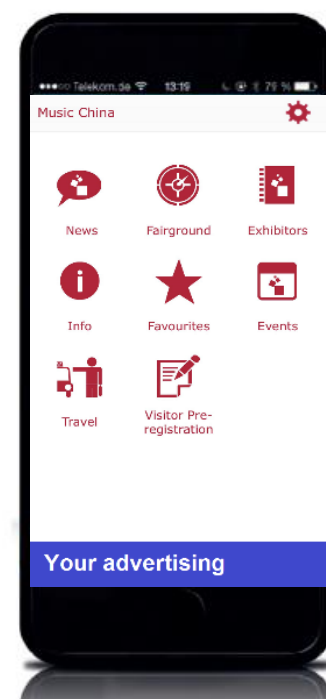 Telekom.de 13:19 79 %
Music China
News Fairground Exhibitors
Info Favourites Events
Travel Visitor Pre-
registration
Your advertising